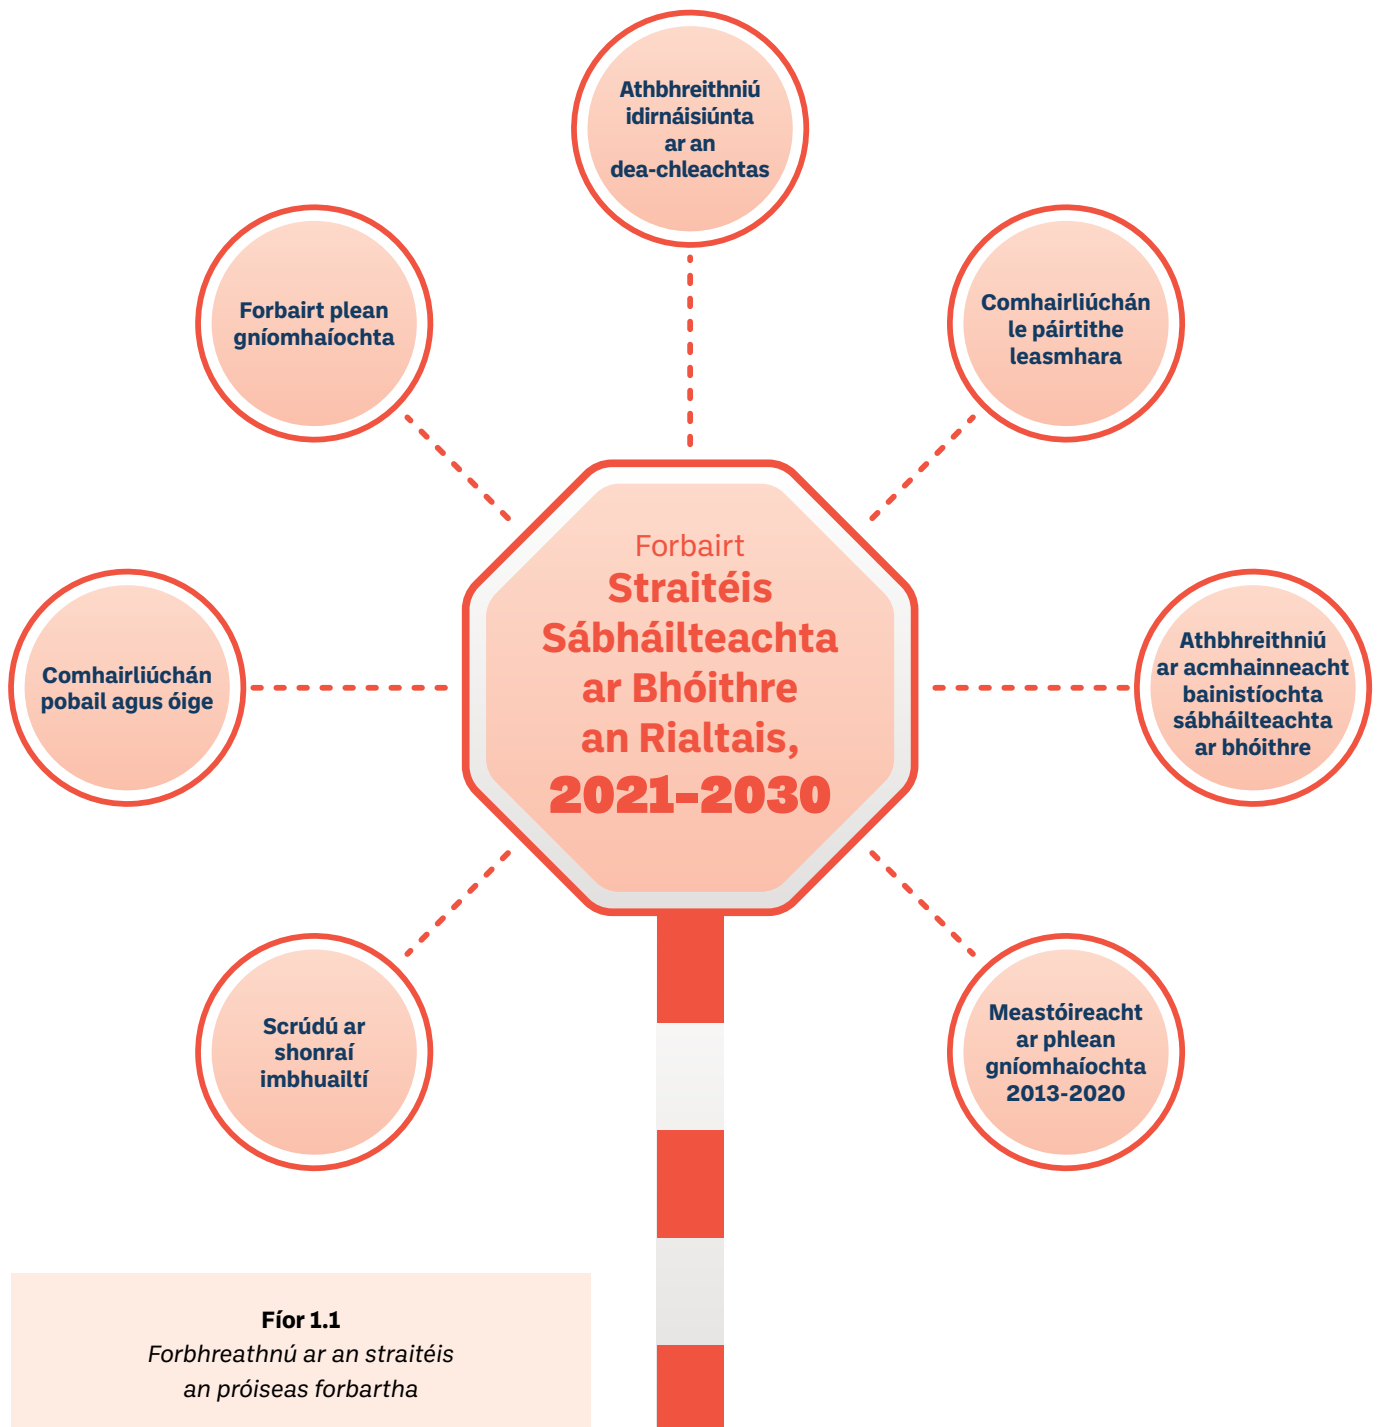 Athbhreithniú
idirnáisiúnta
ar an
dea-chleachtas
Forbairt plean
gníomhaíochta
Comhairliúchán
le páirtithe
leasmhara
Forbairt
Straitéis
Sábháilteachta
ar Bhóithre
an Rialtais,
2021–2030
Comhairliúchán
pobail agus óige
Athbhreithniú
ar acmhainneacht
bainistíochta
sábháilteachta
ar bhóithre
Scrúdú ar
shonraí
imbhuailtí
Meastóireacht
ar phlean
gníomhaíochta
2013-2020
Fíor 1.1
Forbhreathnú ar an straitéis
an próiseas forbartha